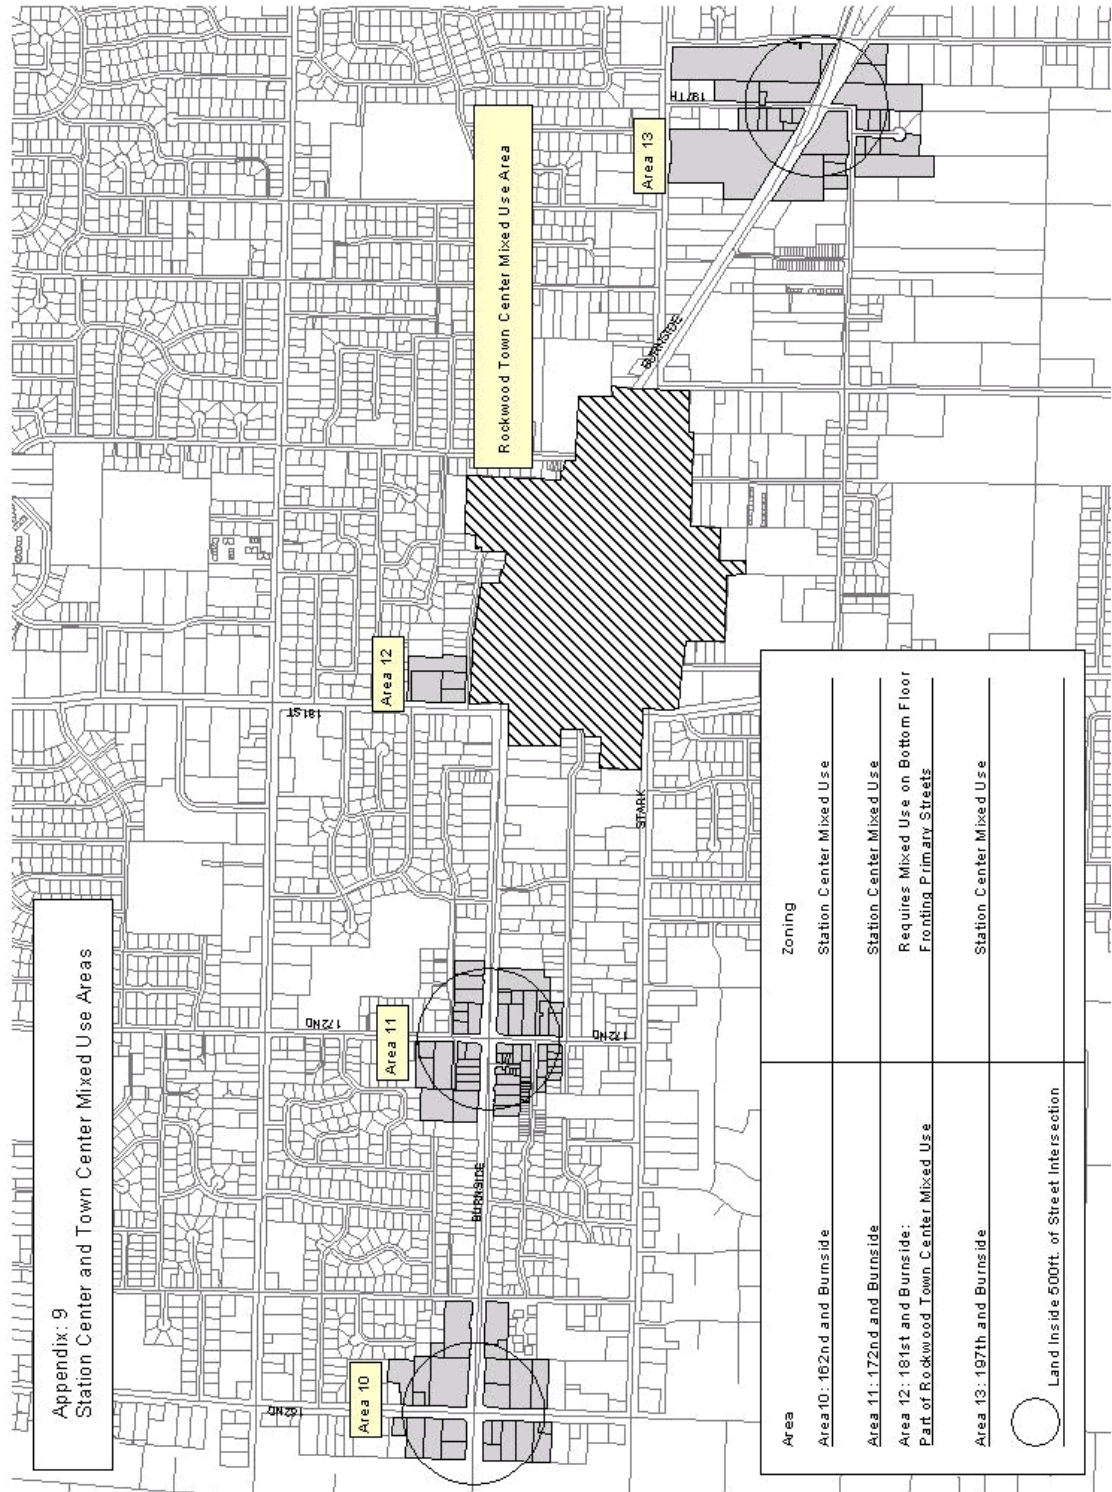 Appendix: 9
Station Center and Town Center Mixed Use Areas
Area 10
Area 11
Area 12
Rockwood Town Center Mixed Use Area
Area 13
162ND
172ND
172ND
181ST
197TH
BURNSIDE
BURNSIDE
STARK
Area Zoning
Area 10: 162nd and Burnside Station Center Mixed Use
Area 11: 172nd and Burnside Station Center Mixed Use
Area 12: 181st and Burnside: Requires Mixed Use on Bottom Floor
Part of Rockwood Town Center Mixed Use Fronting Primary Streets
Area 13: 197th and Burnside Station Center Mixed Use
Land Inside 500ft. of Street Intersection